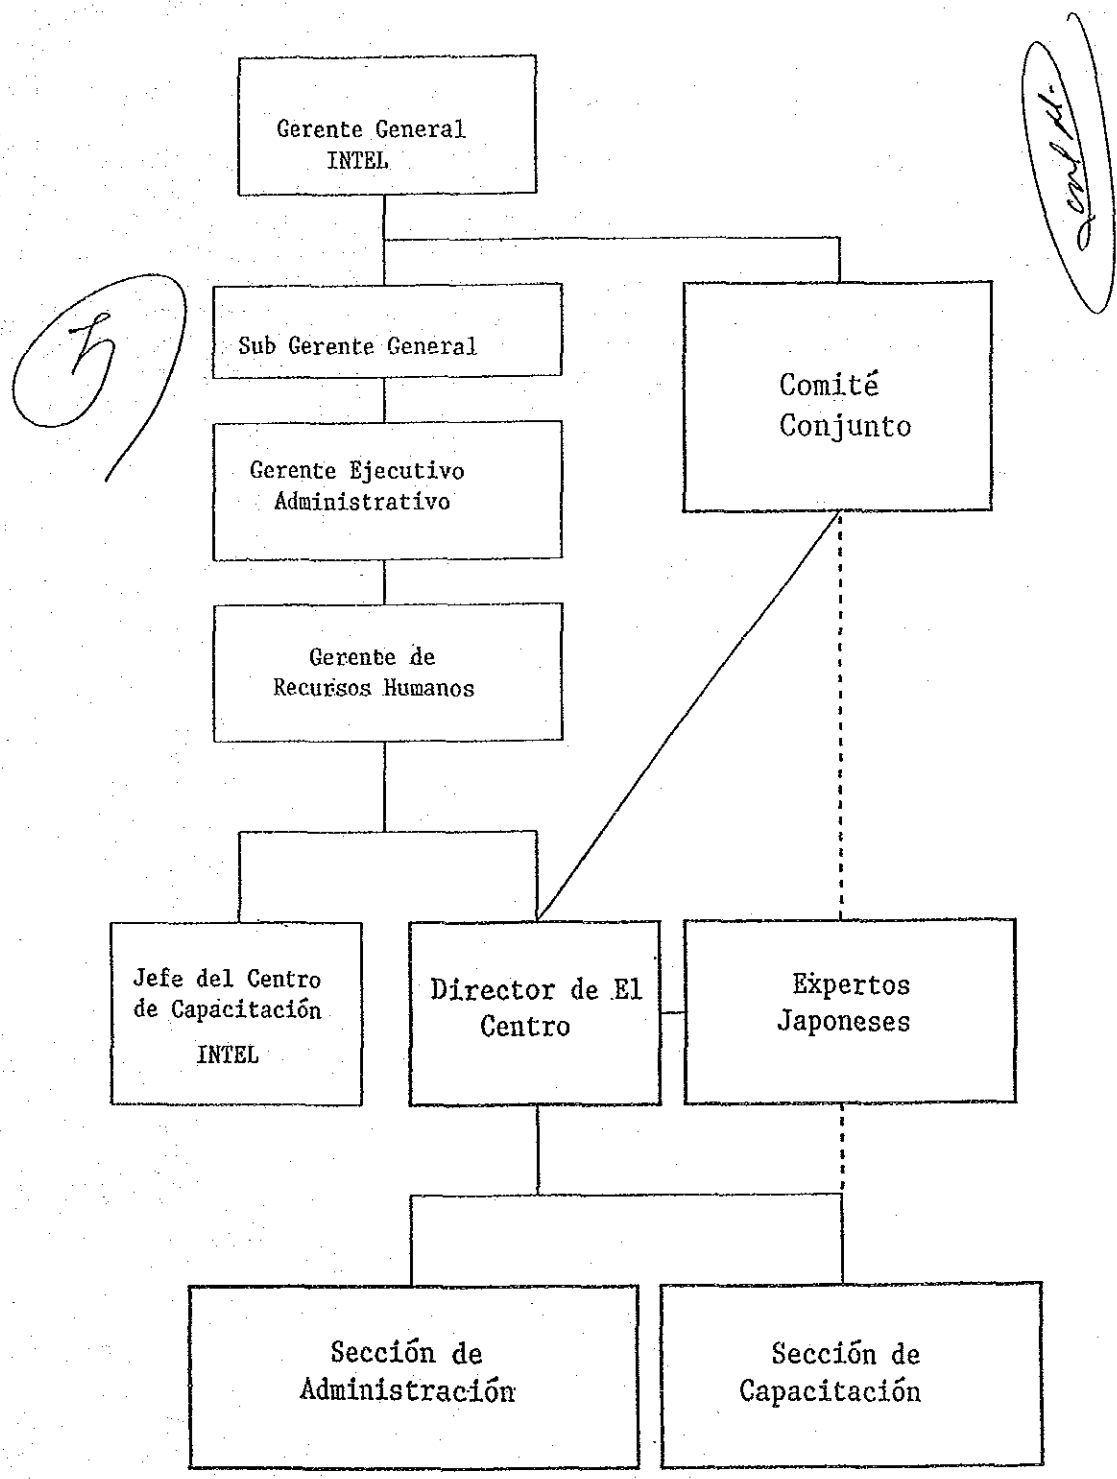 Gerente General
INTEL
Sub Gerente General
Comité
Conjunto
Gerente Ejecutivo
Administrativo
Gerente de
Recursos Humanos
Jefe del Centro
de Capacitación
INTEL
Director de El
Centro
Expertos
Japoneses
Sección de
Administración
Sección de
Capacitación